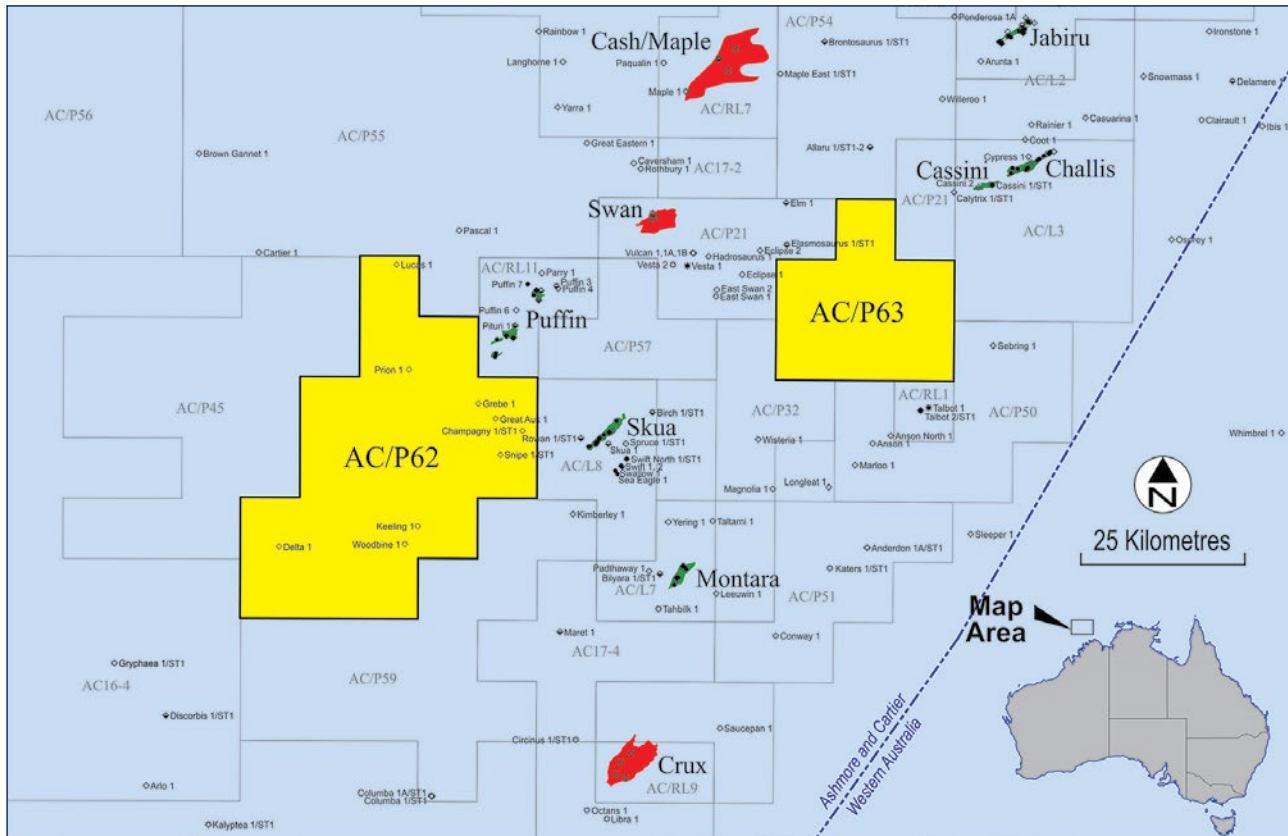 Rainbow 1
Cash/Maple
AC/P54
Ponderosa 1A
Jabiru
Ironstone 1
Brontosaurus 1/ST1
Langhorne 1
Paqualin 1
Arunta 1
Maple East 1/ST1
AC/L2
Snowmass 1
Delamere 1
AC/P56
AC/P55
Maple 1
AC/RL7
Willeroo 1
Yarra 1
Casuarina 1
Clairault 1
Ibis 1
Rainier 1
Great Eastern 1
Allaru 1/ST1-2
Coot 1
Brown Gannet 1
Caversham 1
Rothbury 1
AC17-2
Cypress 1
Cassini
Challis
Cassini 2
Cassini 1/ST1
Calytrix 1/ST1
AC/P21
Swan
Elm 1
AC/P21
AC/L3
Pascal 1
Elasmosaurus 1/ST1
Osprey 1
Cartier 1
Vulcan 1,1A,1B
Hadrosaurus 1
Eclipse 2
Lucas 1
AC/RL11
Parry 1
Vesta 2
Vesta 1
Eclipse 1
Puffin 7
Puffin 3
Puffin 4
East Swan 2
East Swan 1
AC/P63
Puffin 6
Puffin
Pituri 1
AC/P57
Sebring 1
Prion 1
AC/P45
AC/RL1
Grebe 1
AC/P32
Talbot 1
Talbot 2/ST1
AC/P50
Great Auk 1
Champagny 1/ST1
Birch 1/ST1
Skua
Rowan 1/ST1
Spruce 1/ST1
Skua 1
Wisteria 1
Anson North 1
Anson 1
Whimbrel 1
AC/P62
Snipe 1/ST1
AC/L8
Swift North 1/ST1
Swift 1, 2
Swallow 1
Sea Eagle 1
Marloo 1
Magnolia 1
Longleat 1
N
Keeling 1
Kimberley 1
Yering 1
Taltarni 1
Sleeper 1
25 Kilometres
Delta 1
Woodbine 1
Anderdon 1A/ST1
Padthaway 1
Bilyara 1/ST1
Montara
Katers 1/ST1
AC/L7
Leeuwin 1
AC/P51
Tahbilk 1
Map
Area
Maret 1
Conway 1
AC17-4
Gryphaea 1/ST1
AC16-4
AC/P59
Discorbis 1/ST1
Saucepan 1
Circinus 1/ST1
Crux
Ashmore and Cartier
Western Australia
Arlo 1
Columba 1A/ST1
Columba 1/ST1
AC/RL9
Octans 1
Libra 1
Kalyptea 1/ST1